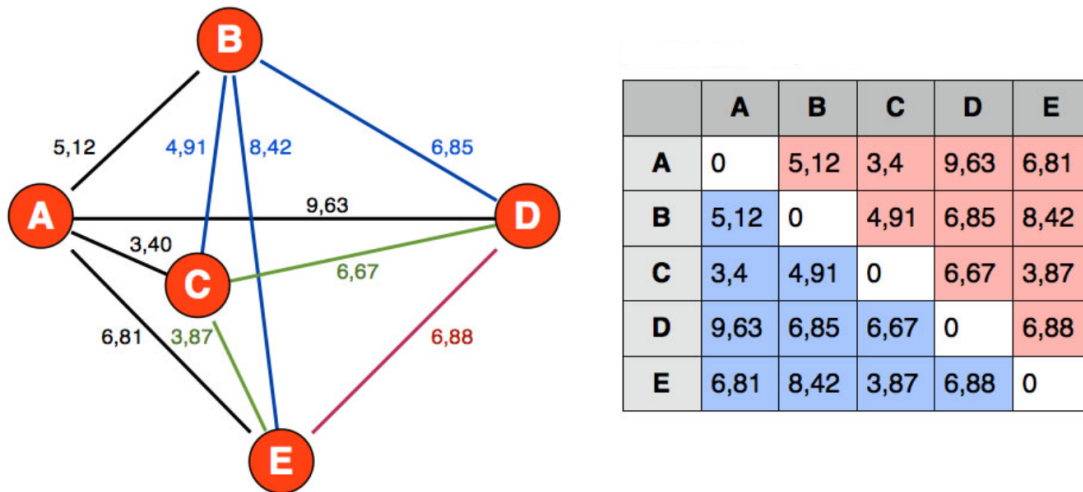 B
5,12
4,91
8,42
6,85
A
9,63
D
3,40
C
6,67
6,81
3,87
6,88
E
A B C D E
A 0 5,12 3,4 9,63 6,81
B 5,12 0 4,91 6,85 8,42
C 3,4 4,91 0 6,67 3,87
D 9,63 6,85 6,67 0 6,88
E 6,81 8,42 3,87 6,88 0